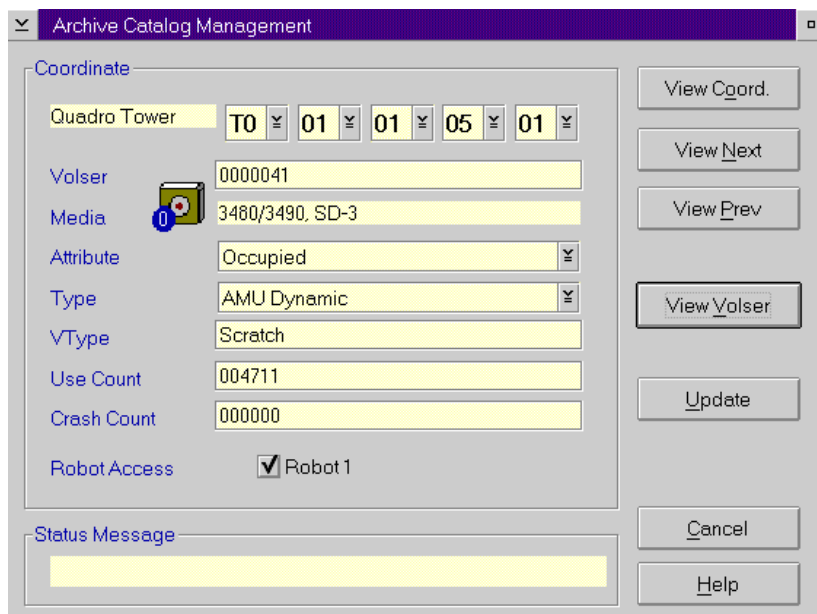 Archive Catalog Management
Coordinate
Quadro Tower T0 01 01 05 01
Volser 0000041
Media 0 3480/3490, SD-3
Attribute Occupied
Type AMU Dynamic
VType Scratch
Use Count 004711
Crash Count 000000
Robot Access Robot 1
Status Message
View Coord.
View Next
View Prev
View Volser
Update
Cancel
Help